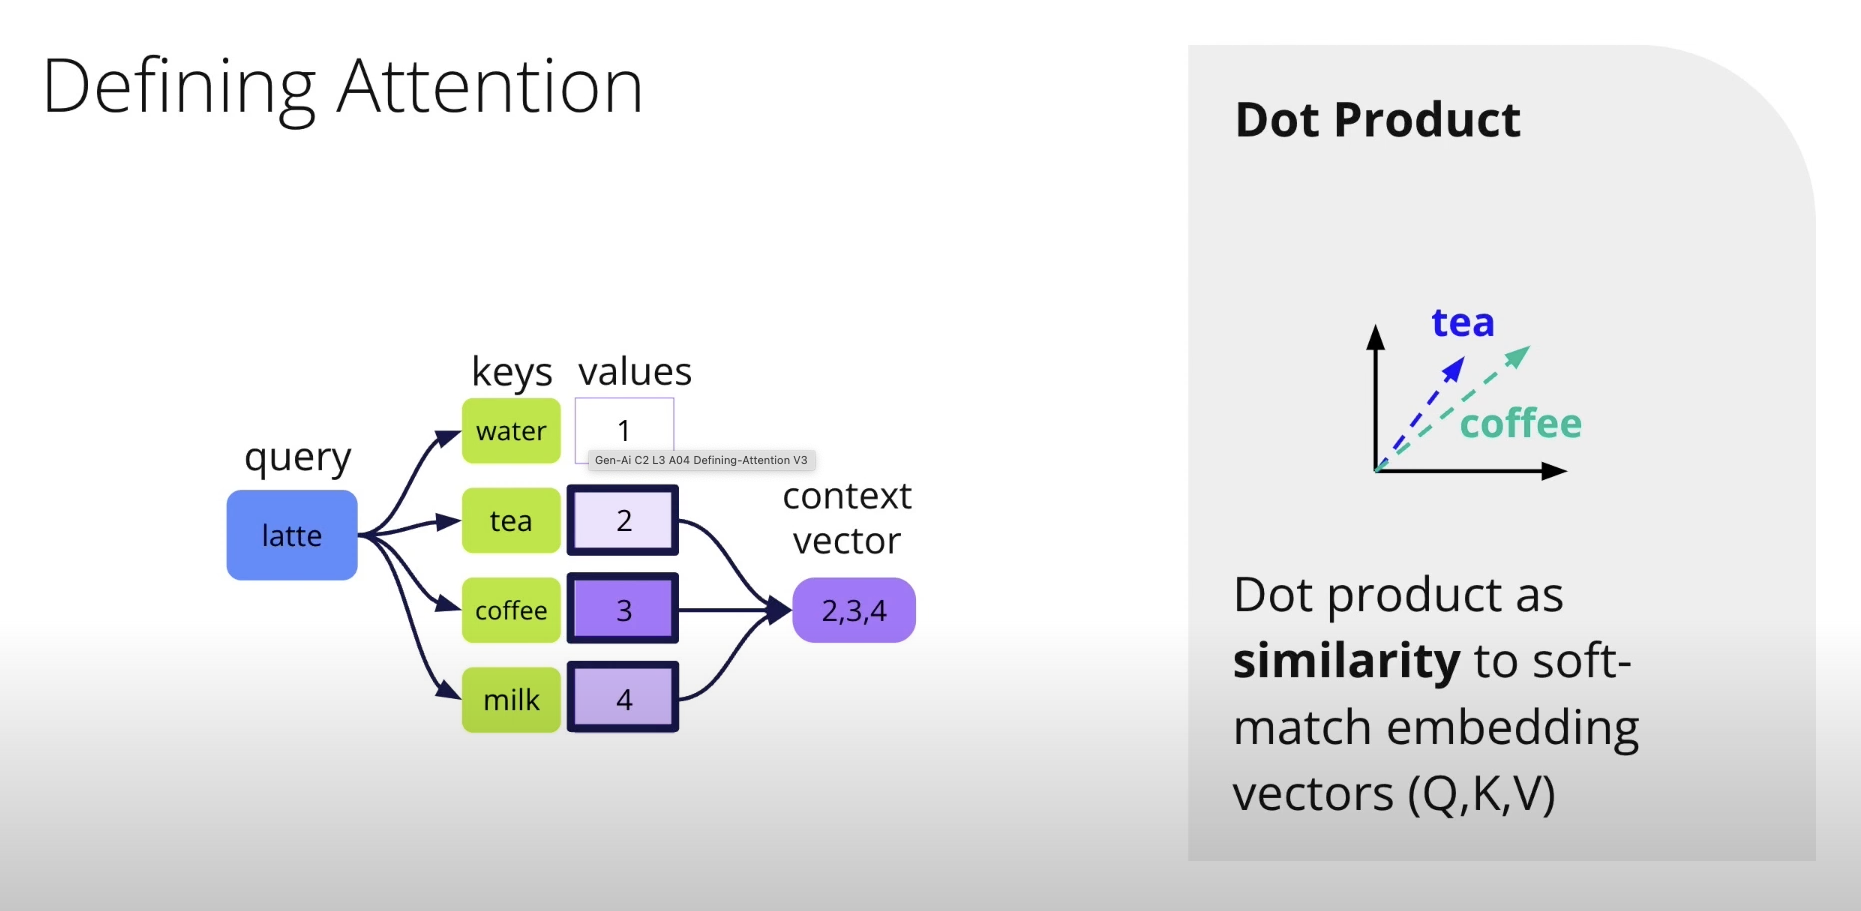 Defining Attention
query
latte
keys
values
water
1
Gen-Ai C2 L3 A04 Defining-Attention V3
tea
2
coffee
3
milk
4
context
vector
2,3,4
Dot Product
tea
coffee
Dot product as
similarity to soft-
match embedding
vectors (Q,K,V)